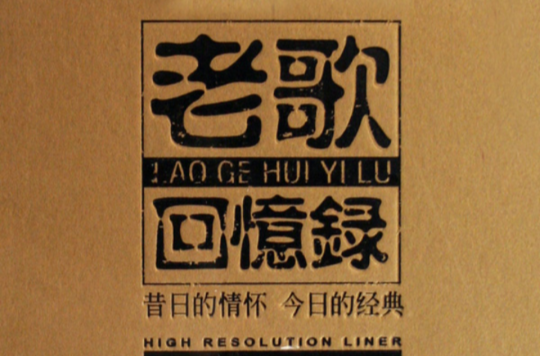 老歌
LAO GE HUI YI LU
回憶録
昔日的情怀 今日的经典
HIGH RESOLUTION LINER